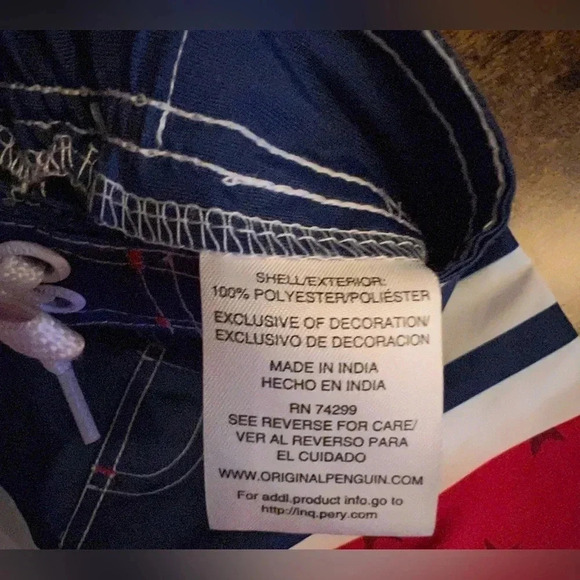 SHELL/EXTERIOR:
100% POLYESTER/POLIÉSTER
EXCLUSIVE OF DECORATION/
EXCLUSIVO DE DECORACION
MADE IN INDIA
HECHO EN INDIA
RN 74299
SEE REVERSE FOR CARE/
VER AL REVERSO PARA
EL CUIDADO
WWW.ORIGINALPENGUIN.COM
For addl.product info.go to
http://inq.pery.com